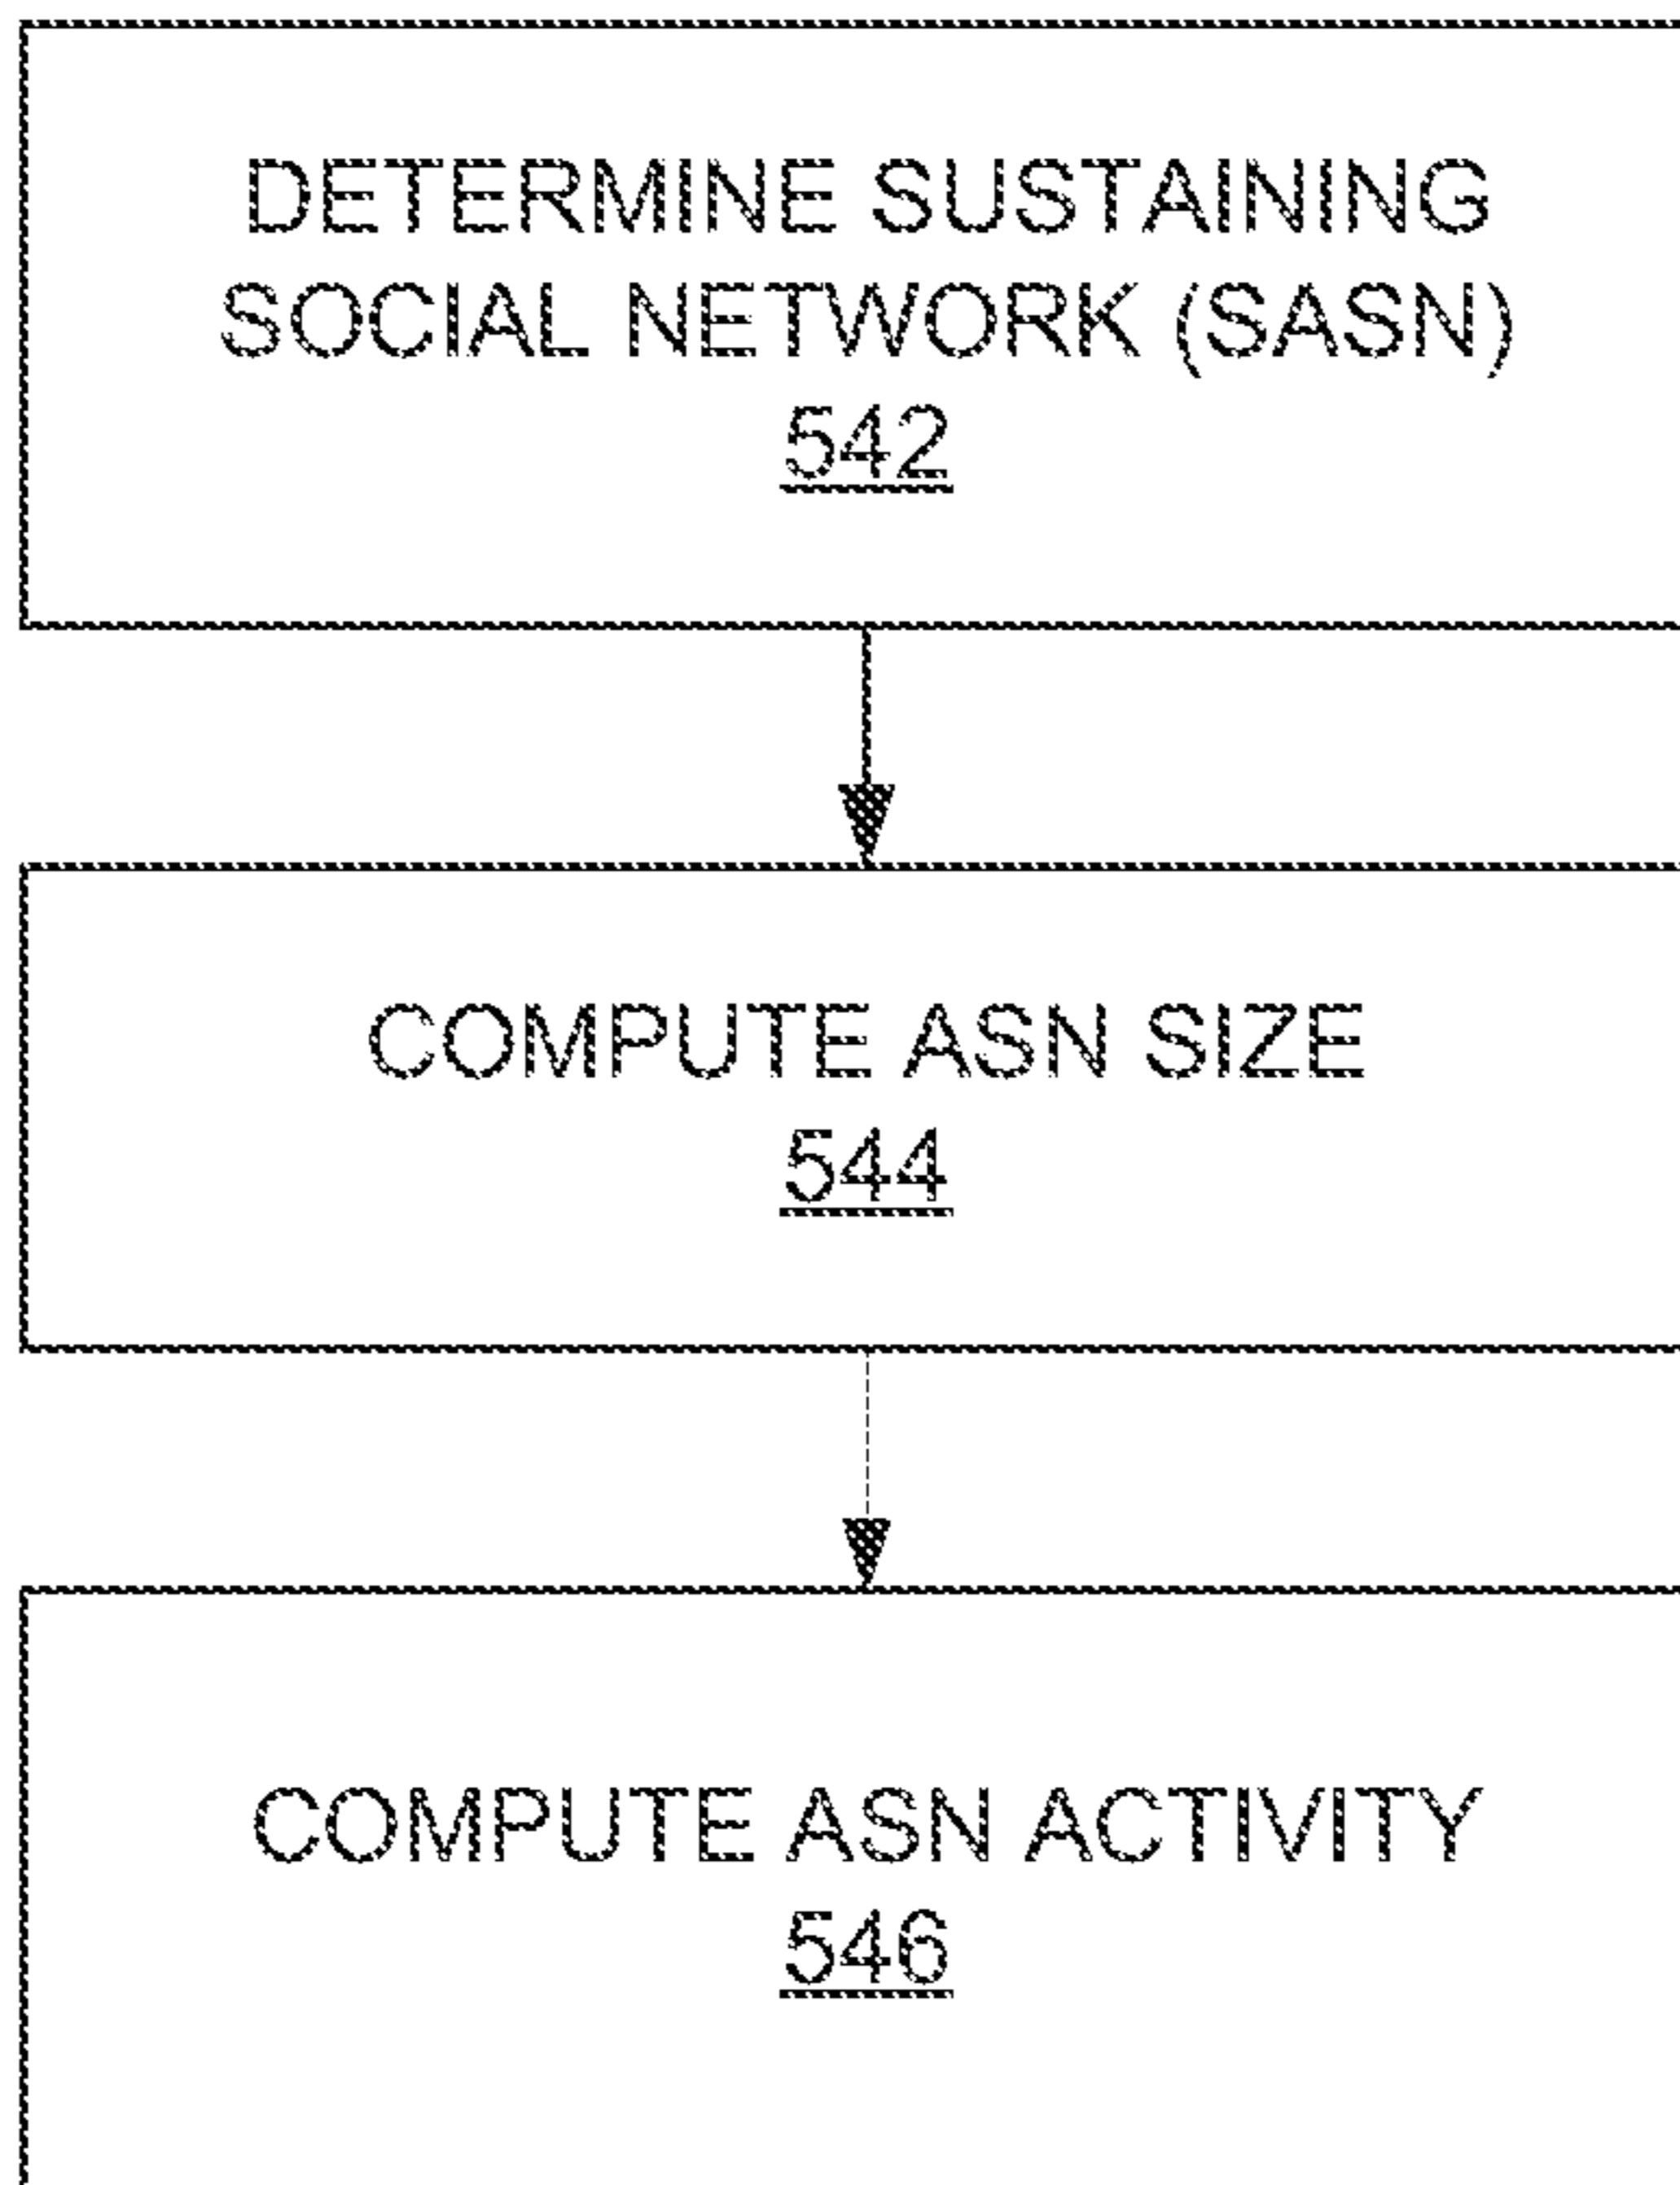 DETERMINE SUSTAINING
SOCIAL NETWORK (SASN)
542
COMPUTE ASN SIZE
544
COMPUTE ASN ACTIVITY
546